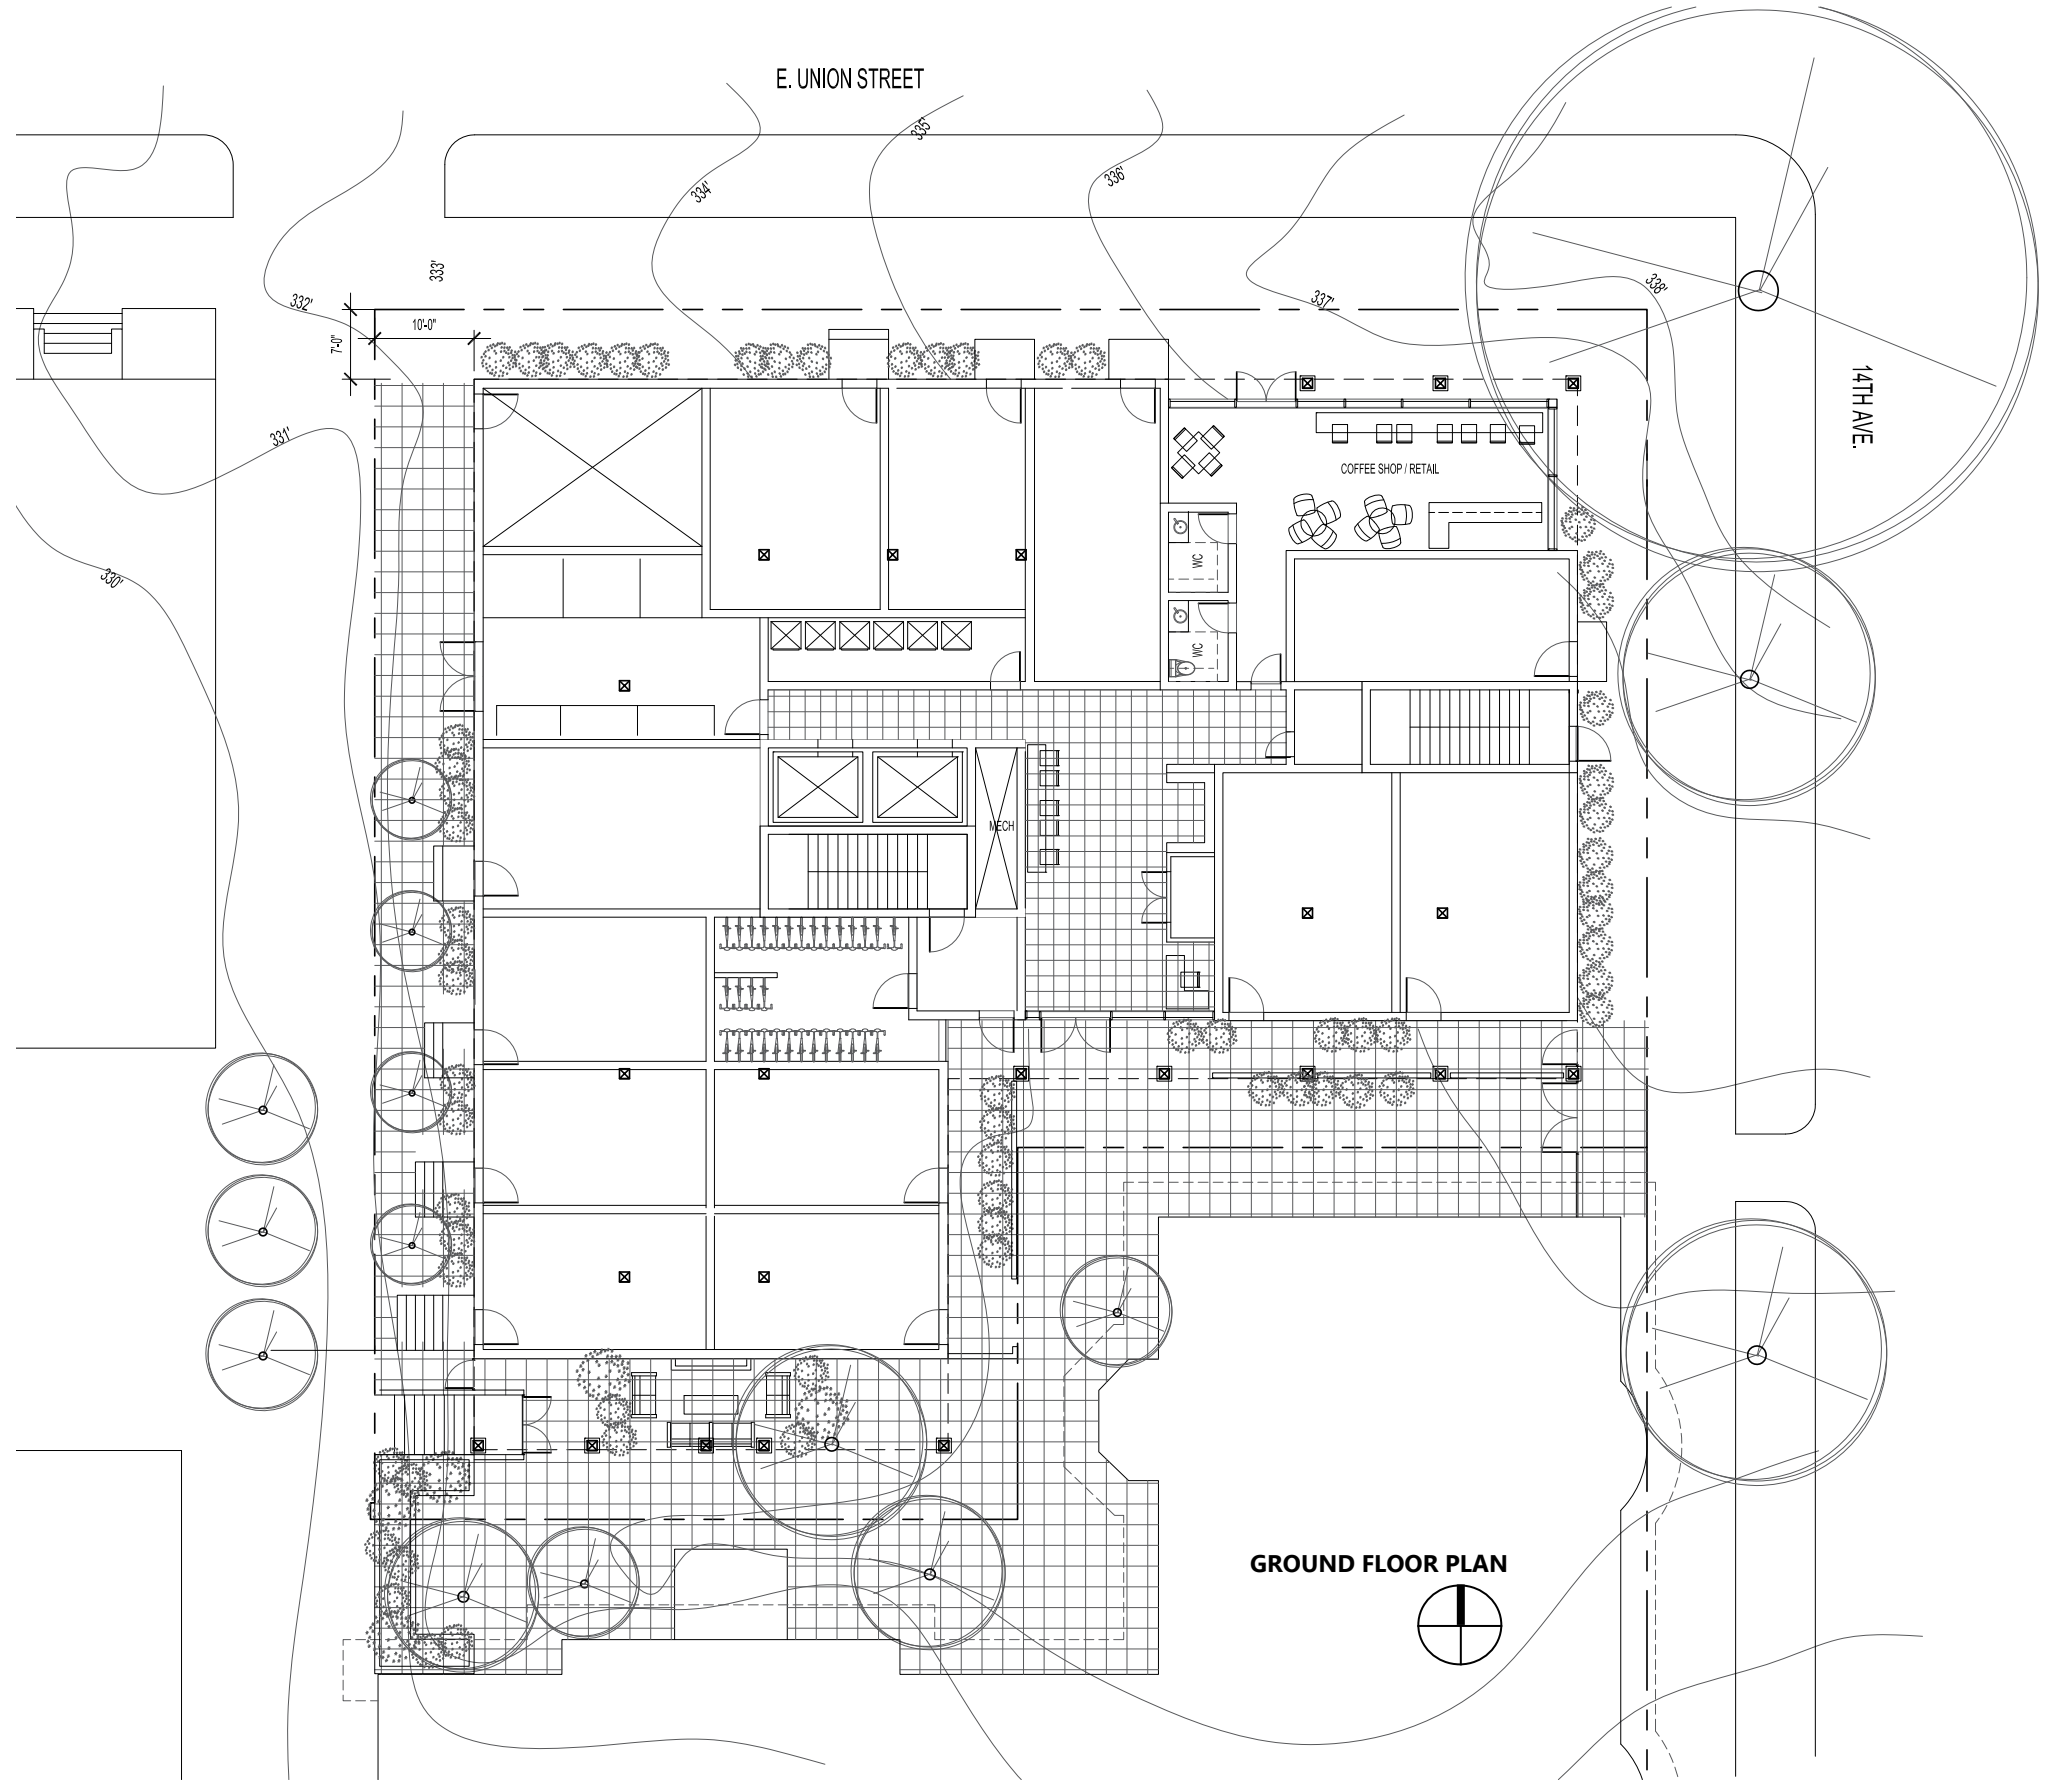 E. UNION STREET
335'
334'
336'
333'
332'
337'
338'
10'-0"
7'-0"
14TH AVE.
331'
COFFEE SHOP / RETAIL
WC
330'
WC
MECH
GROUND FLOOR PLAN